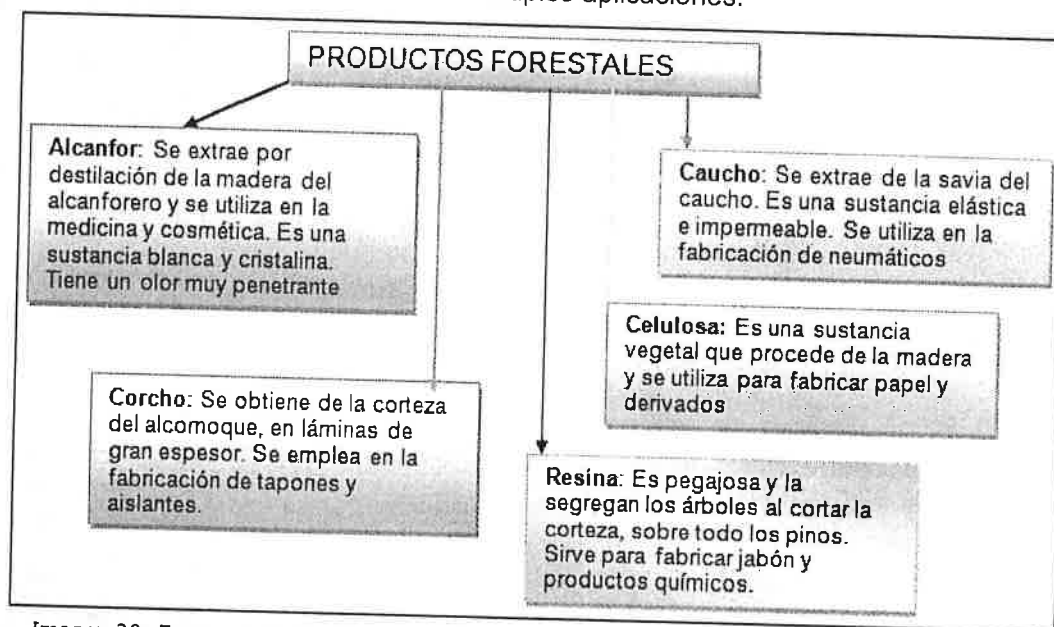 aplicaciones.
PRODUCTOS FORESTALES
Alcanfor: Se extrae por
destilación de la madera del
alcanforero y se utiliza en la
medicina y cosmética. Es una
sustancia blanca y cristalina.
Tiene un olor muy penetrante
Caucho: Se extrae de la savia del
caucho. Es una sustancia elástica
e impermeable. Se utiliza en la
fabricación de neumáticos
Celulosa: Es una sustancia
vegetal que procede de la madera
y se utiliza para fabricar papel y
derivados
Corcho: Se obtiene de la corteza
del alcornoque, en láminas de
gran espesor. Se emplea en la
fabricación de tapones y
aislantes.
Resina: Es pegajosa y la
segregan los árboles al cortar la
corteza, sobre todo los pinos.
Sirve para fabricar jabón y
productos químicos.